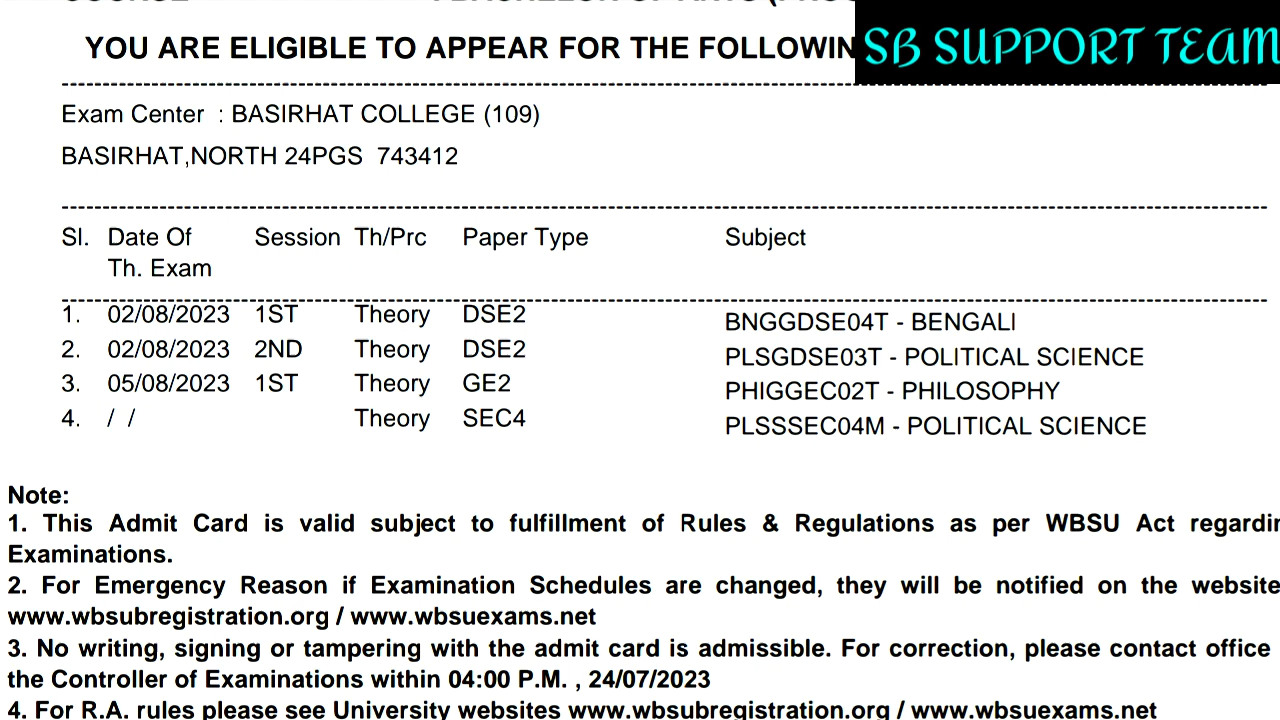 YOU ARE ELIGIBLE TO APPEAR FOR THE FOLLOWIN
SB SUPPORT TEAM
Exam Center : BASIRHAT COLLEGE (109)
BASIRHAT,NORTH 24PGS 743412
Sl. Date Of Session Th/Prc Paper Type Subject
Th. Exam
1. 02/08/2023 1ST Theory DSE2 BNGGDSE04T - BENGALI
2. 02/08/2023 2ND Theory DSE2 PLSGDSE03T - POLITICAL SCIENCE
3. 05/08/2023 1ST Theory GE2 PHIGGEC02T - PHILOSOPHY
4. / / Theory SEC4 PLSSSEC04M - POLITICAL SCIENCE
Note:
1. This Admit Card is valid subject to fulfillment of Rules & Regulations as per WBSU Act regardin
Examinations.
2. For Emergency Reason if Examination Schedules are changed, they will be notified on the website
www.wbsubregistration.org / www.wbsuexams.net
3. No writing, signing or tampering with the admit card is admissible. For correction, please contact office
the Controller of Examinations within 04:00 P.M. , 24/07/2023
4. For R.A. rules please see University websites www.wbsubregistration.org / www.wbsuexams.net